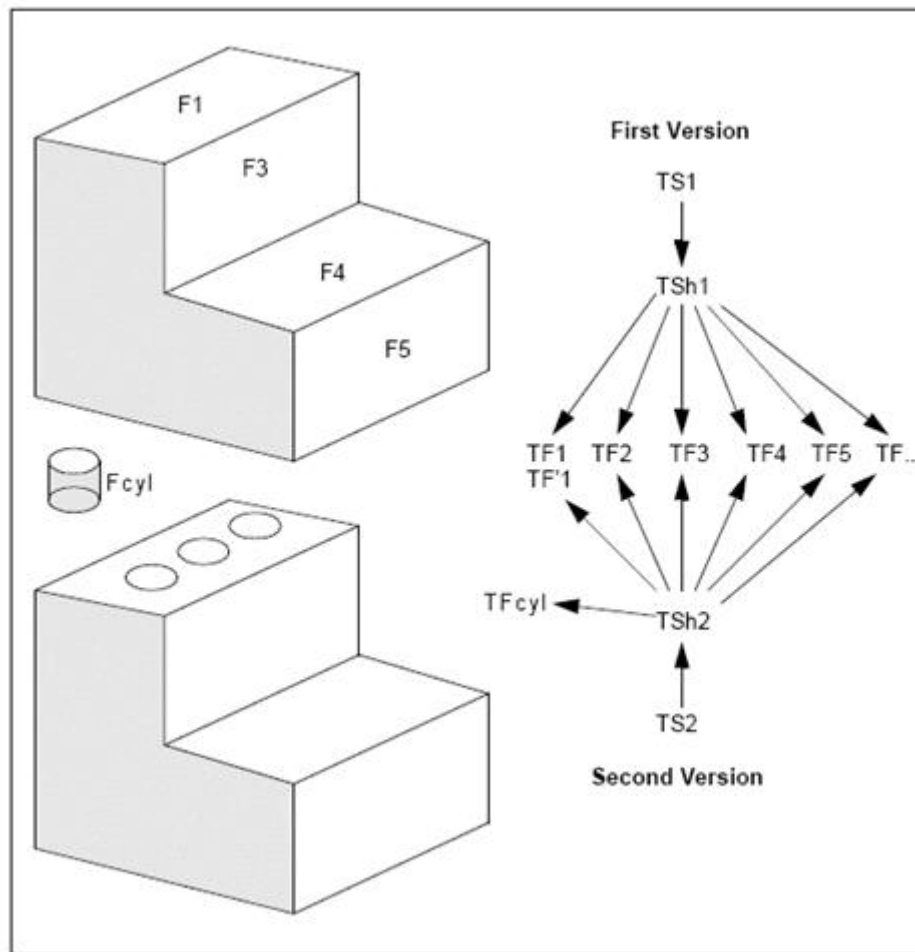 F1
F3
F4
F5
Fcyl
First Version
TS1
TSh1
TF1 TF2 TF3 TF4 TF5 TF...
TF'1
TFcyl
TSh2
TS2
Second Version